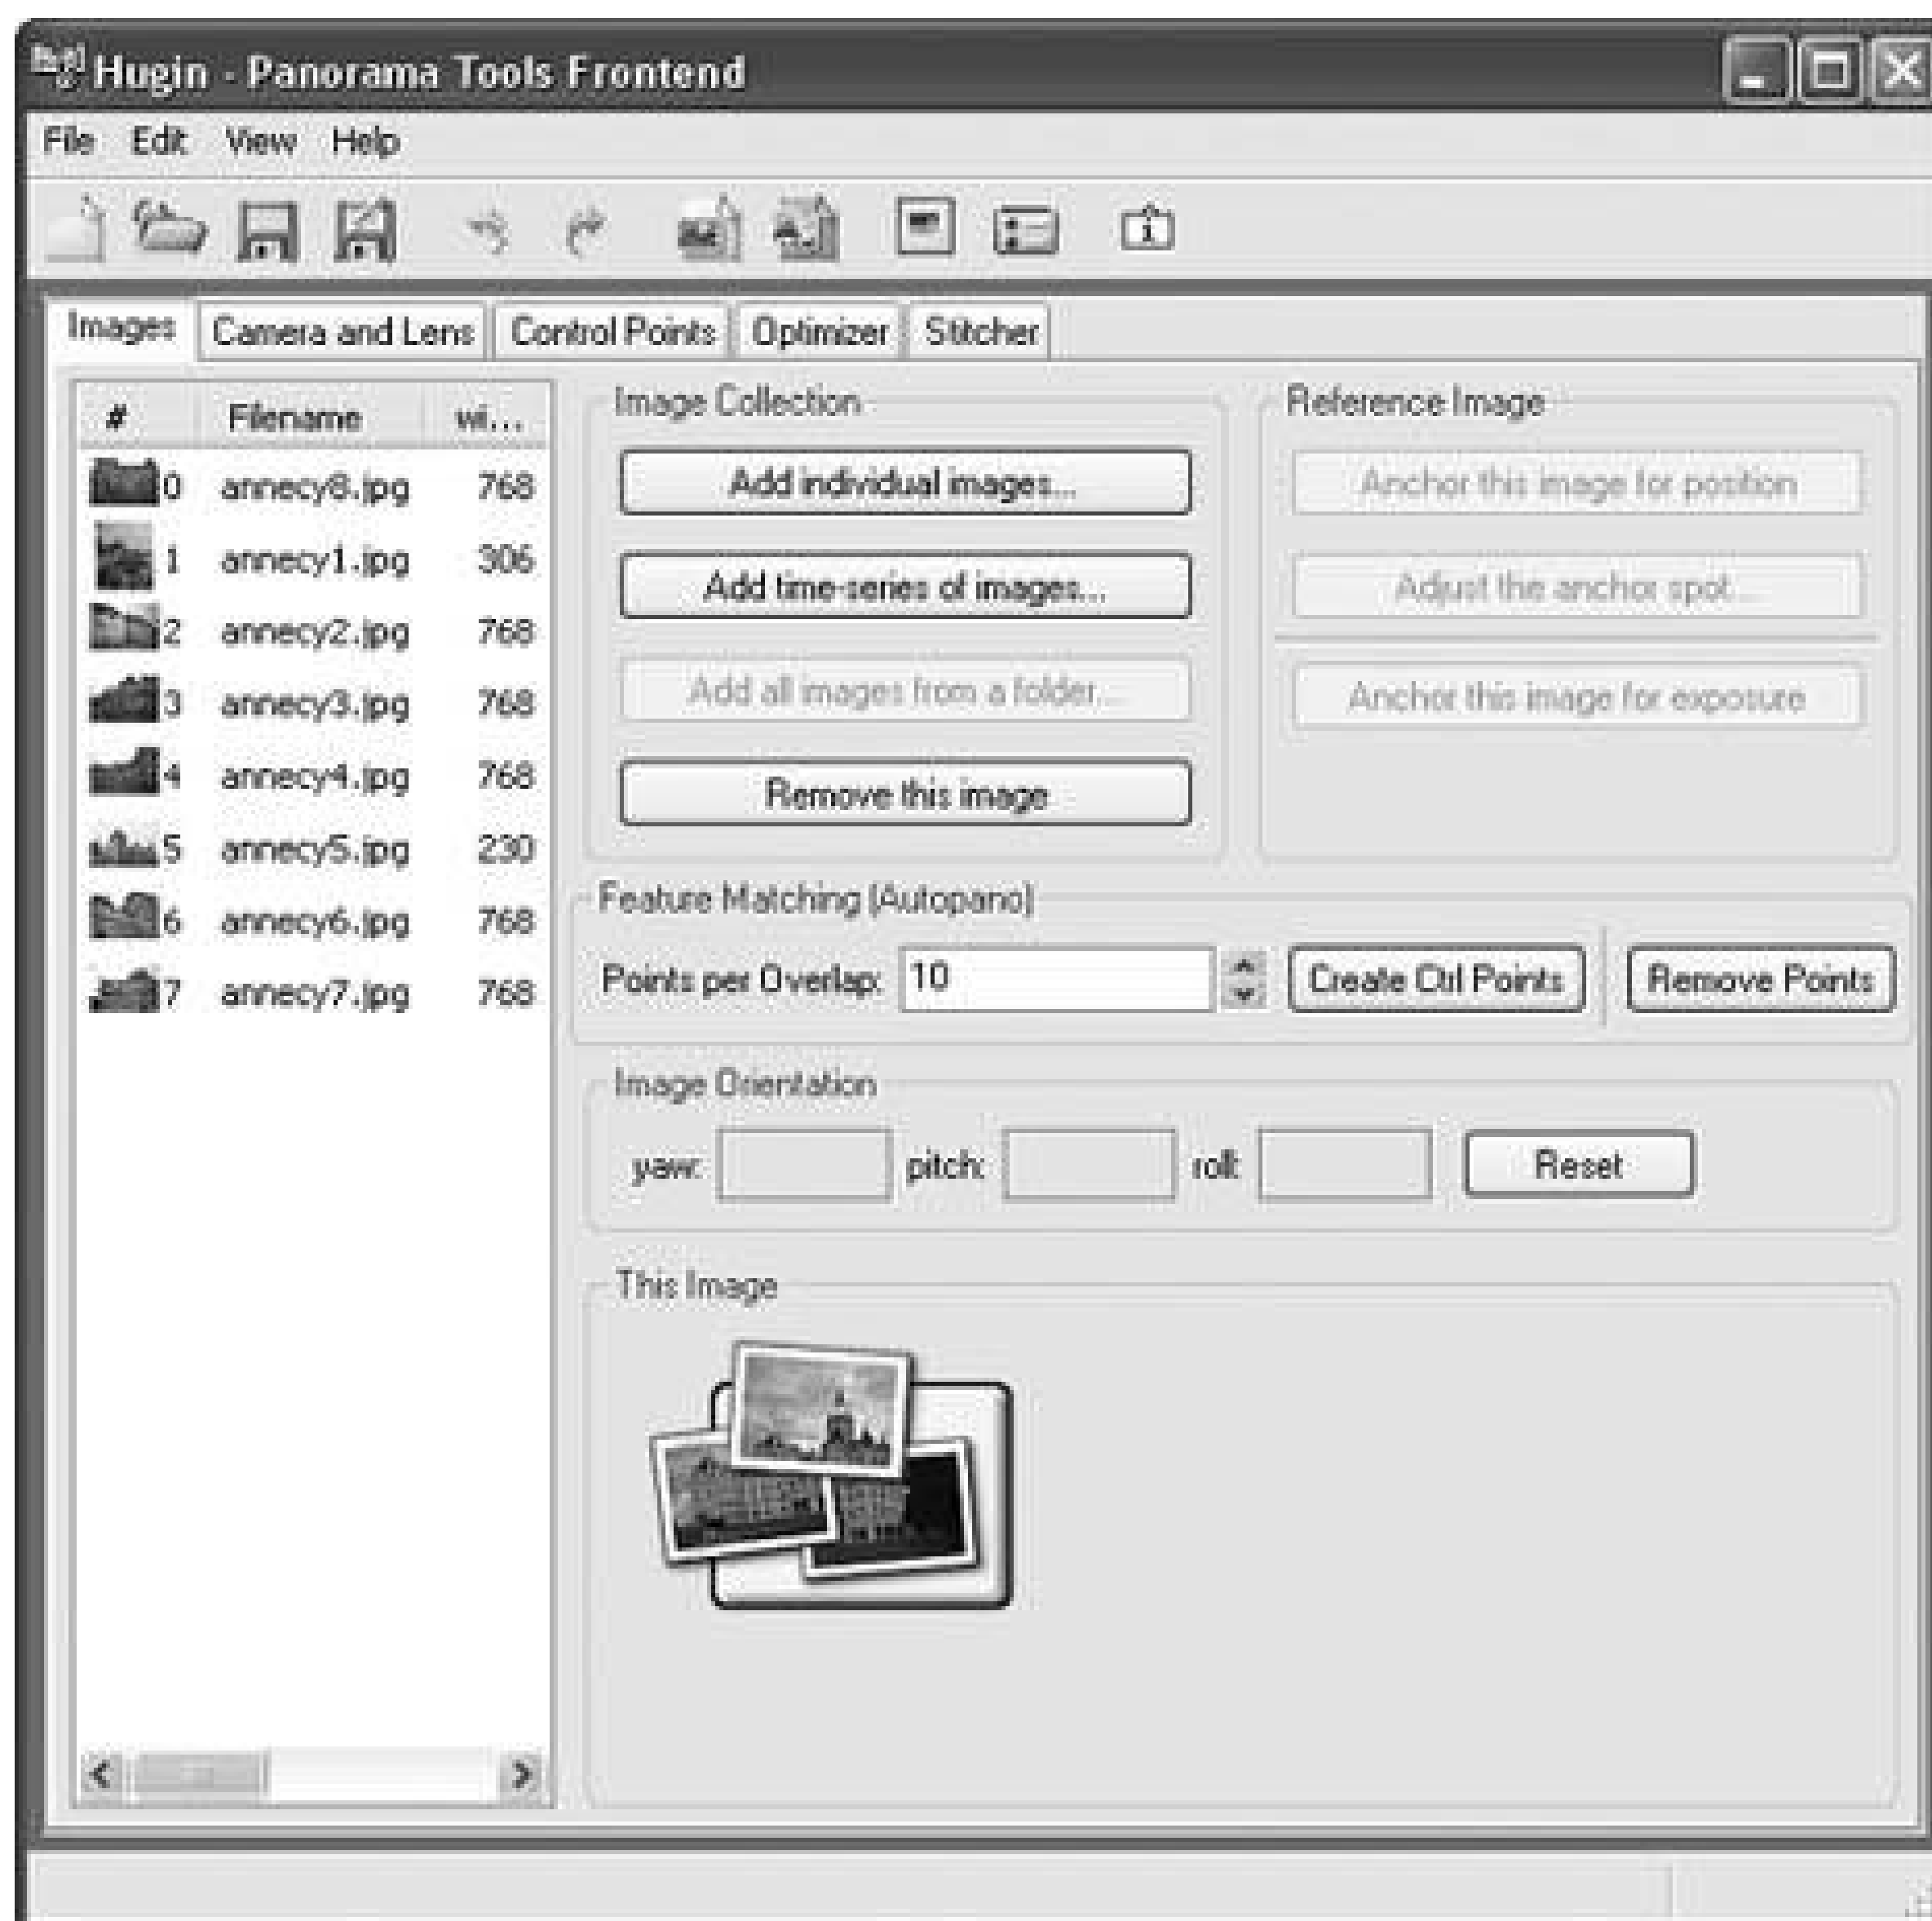 Hugin - Panorama Tools Frontend
File Edit View Help
Images Camera and Lens Control Points Optimizer Stitcher
# Filename wi...
0 annecy8.jpg 768
1 annecy1.jpg 306
2 annecy2.jpg 768
3 annecy3.jpg 768
4 annecy4.jpg 768
5 annecy5.jpg 230
6 annecy6.jpg 768
7 annecy7.jpg 768
Image Collection
Add individual images...
Add time-series of images...
Add all images from a folder...
Remove this image
Reference Image
Anchor this image for position
Adjust the anchor spot...
Anchor this image for exposure
Feature Matching (Autopano)
Points per Overlap: 10 Create Ctrl Points Remove Points
Image Orientation
yaw: pitch: roll: Reset
This Image